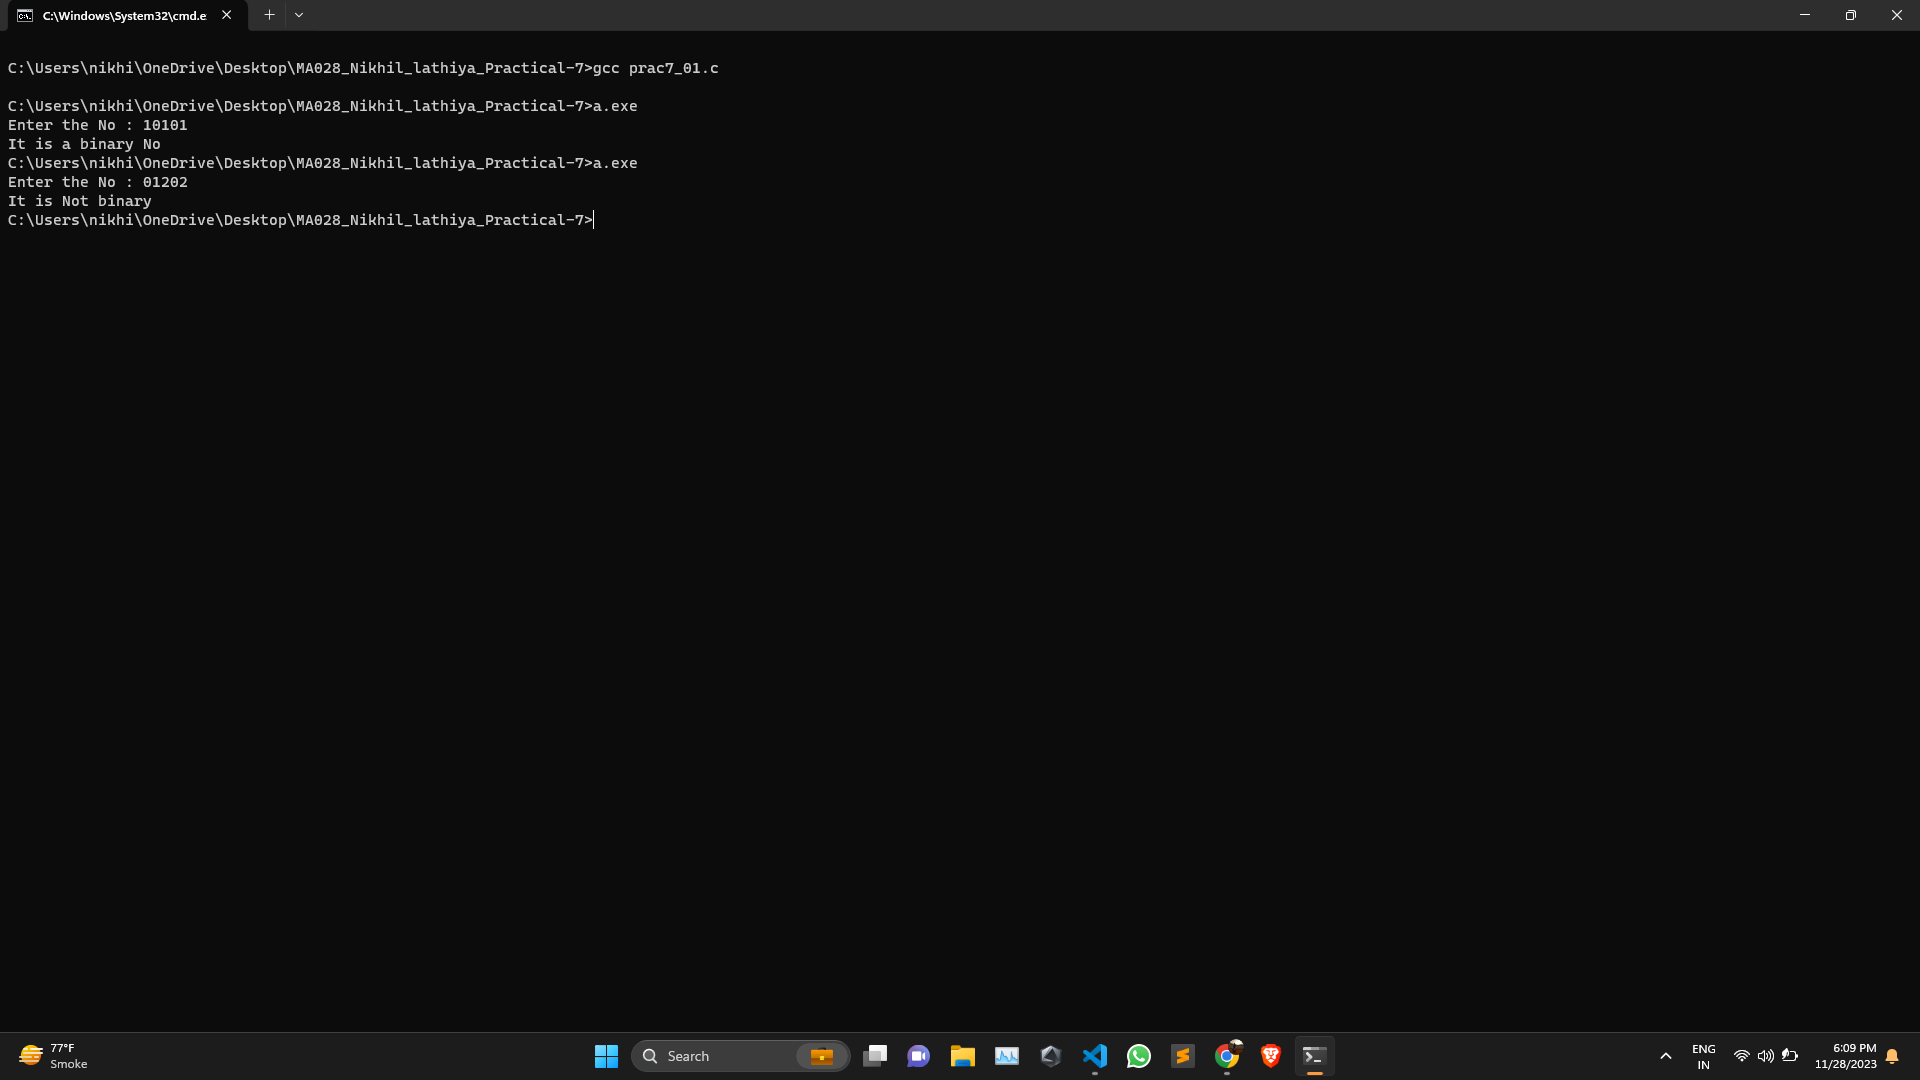 C:\Windows\System32\cmd.e
C:\Users\nikhi\OneDrive\Desktop\MA028_Nikhil_lathiya_Practical-7>gcc prac7_01.c
C:\Users\nikhi\OneDrive\Desktop\MA028_Nikhil_lathiya_Practical-7>a.exe
Enter the No : 10101
It is a binary No
C:\Users\nikhi\OneDrive\Desktop\MA028_Nikhil_lathiya_Practical-7>a.exe
Enter the No : 01202
It is Not binary
C:\Users\nikhi\OneDrive\Desktop\MA028_Nikhil_lathiya_Practical-7>
77°F
Smoke
Search
ENG
IN
6:09 PM
11/28/2023